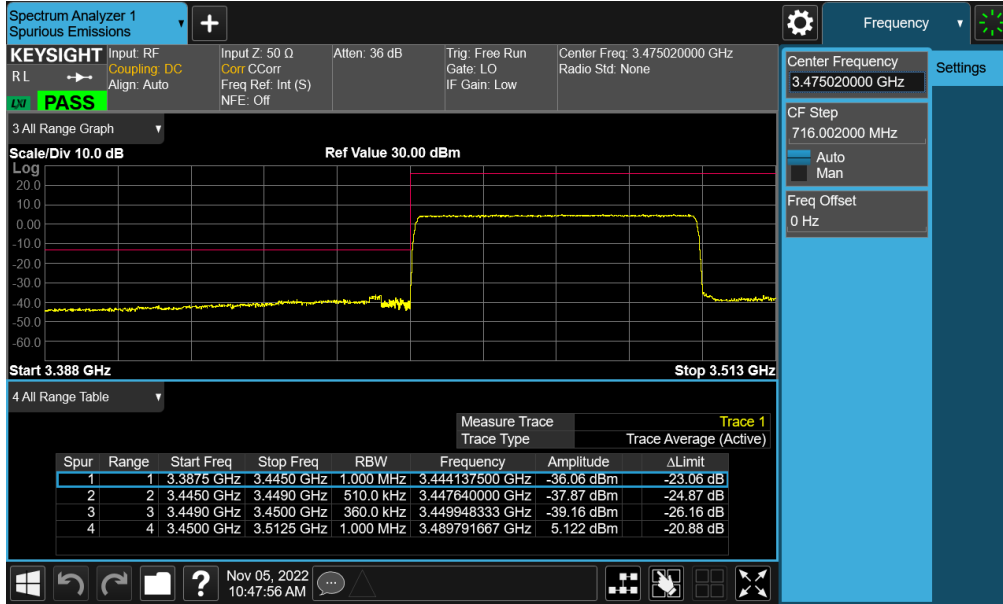 Spectrum Analyzer 1
Spurious Emissions
Frequency
KEYSIGHT
R L
LXI
PASS
Input: RF
Coupling: DC
Align: Auto
Input Z: 50 Ω
Corr CCorr
Freq Ref: Int (S)
NFE: Off
Atten: 36 dB
Trig: Free Run
Gate: LO
IF Gain: Low
Center Freq: 3.475020000 GHz
Radio Std: None
Center Frequency
3.475020000 GHz
Settings
CF Step
716.002000 MHz
Auto
Man
Freq Offset
0 Hz
3 All Range Graph
Scale/Div 10.0 dB
Ref Value 30.00 dBm
Log
20.0
10.0
0.00
-10.0
-20.0
-30.0
-40.0
-50.0
-60.0
Start 3.388 GHz
Stop 3.513 GHz
4 All Range Table
Measure Trace Trace 1
Trace Type Trace Average (Active)
Spur Range Start Freq Stop Freq RBW Frequency Amplitude ΔLimit
1 1 3.3875 GHz 3.4450 GHz 1.000 MHz 3.444137500 GHz -36.06 dBm -23.06 dB
2 2 3.4450 GHz 3.4490 GHz 510.0 kHz 3.447640000 GHz -37.87 dBm -24.87 dB
3 3 3.4490 GHz 3.4500 GHz 360.0 kHz 3.449948333 GHz -39.16 dBm -26.16 dB
4 4 3.4500 GHz 3.5125 GHz 1.000 MHz 3.489791667 GHz 5.122 dBm -20.88 dB
?
Nov 05, 2022
10:47:56 AM